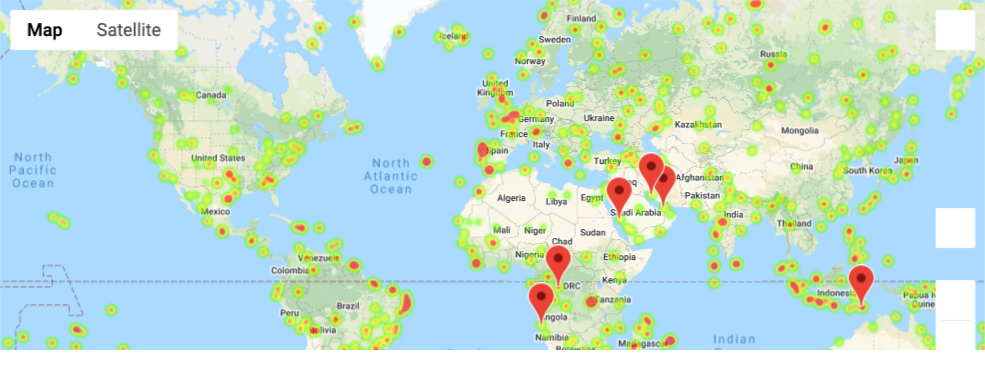 Map Satellite
Finland
Iceland
Sweden
Russia
Norway
United
Kingdom
Canada
Poland
Germany
Ukraine
Kazakhstan
France
Mongolia
Italy
Spain
North
Pacific
Ocean
United States
North
Atlantic
Ocean
Turkey
China
Japan
South Korea
Afghanistan
Algeria
Libya
Egypt
Pakistan
Mexico
Saudi Arabia
India
Mali
Niger
Sudan
Chad
Thailand
Venezuela
Nigeria
Ethiopia
Colombia
Kenya
DRC
Indonesia
Papua N
Guine
Tanzania
Brazil
Peru
ngola
Bolivia
Namibia
Madagascar
Indian
Botswana